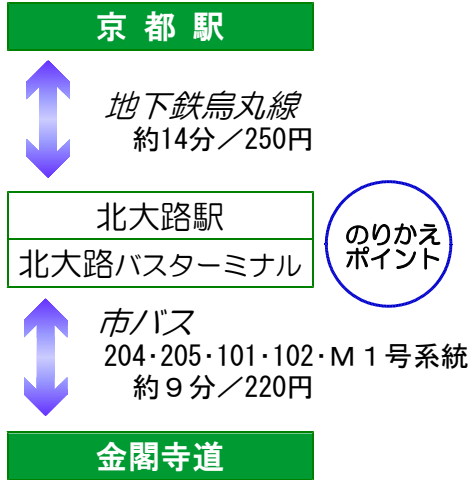 京都駅
地下鉄烏丸線
約14分／250円
北大路駅
北大路バスターミナル
のりかえ
ポイント
市バス
204･205･101･102･Ｍ１号系統
約９分／220円
金閣寺道